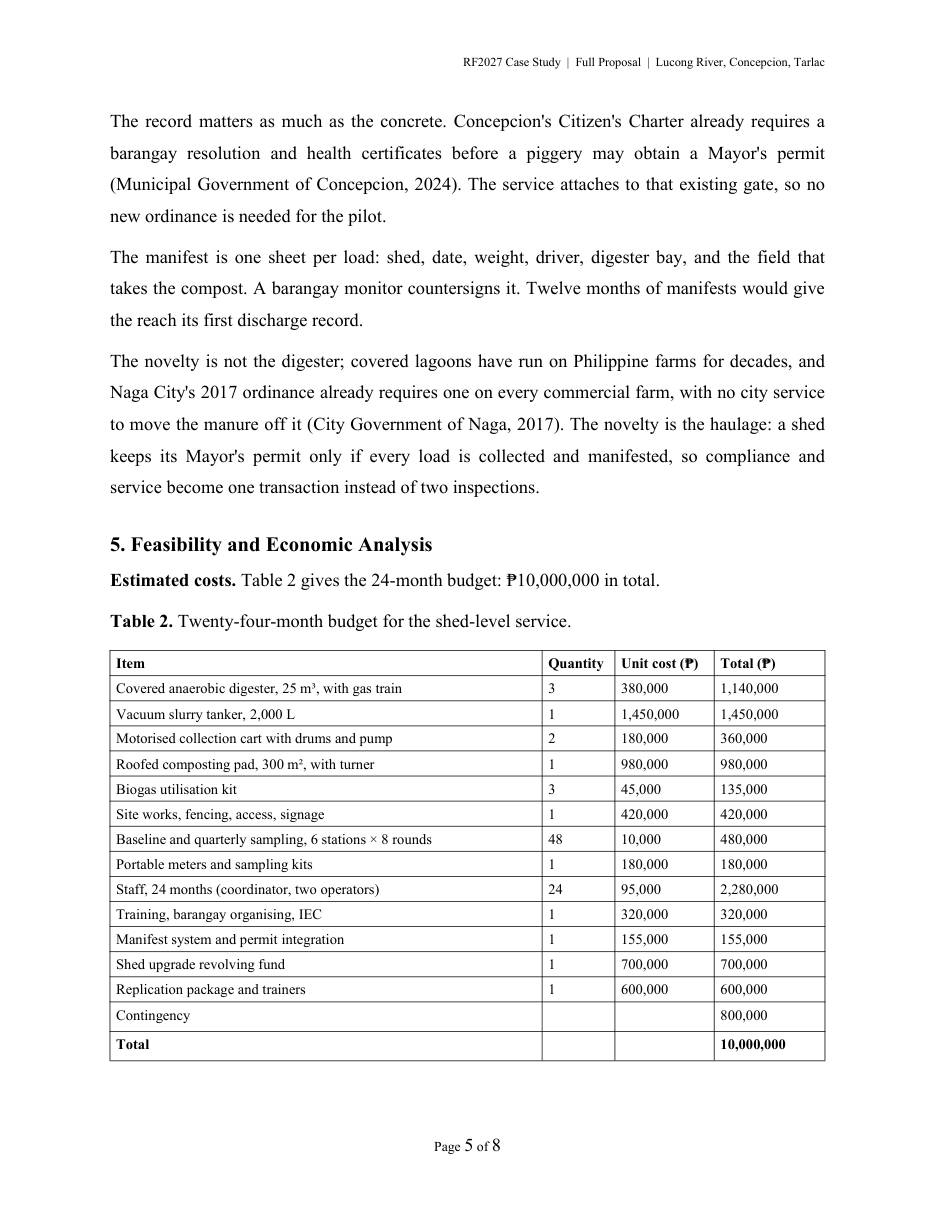 RF2027 Case Study | Full Proposal | Lucong River, Concepcion, Tarlac
The record matters as much as the concrete. Concepcion's Citizen's Charter already requires a
barangay resolution and health certificates before a piggery may obtain a Mayor's permit
(Municipal Government of Concepcion, 2024). The service attaches to that existing gate, so no
new ordinance is needed for the pilot.
The manifest is one sheet per load: shed, date, weight, driver, digester bay, and the field that
takes the compost. A barangay monitor countersigns it. Twelve months of manifests would give
the reach its first discharge record.
The novelty is not the digester; covered lagoons have run on Philippine farms for decades, and
Naga City's 2017 ordinance already requires one on every commercial farm, with no city service
to move the manure off it (City Government of Naga, 2017). The novelty is the haulage: a shed
keeps its Mayor's permit only if every load is collected and manifested, so compliance and
service become one transaction instead of two inspections.
5. Feasibility and Economic Analysis
Estimated costs. Table 2 gives the 24-month budget: ₱10,000,000 in total.
Table 2. Twenty-four-month budget for the shed-level service.
Item Quantity Unit cost (₱) Total (₱)
Covered anaerobic digester, 25 m³, with gas train 3 380,000 1,140,000
Vacuum slurry tanker, 2,000 L 1 1,450,000 1,450,000
Motorised collection cart with drums and pump 2 180,000 360,000
Roofed composting pad, 300 m², with turner 1 980,000 980,000
Biogas utilisation kit 3 45,000 135,000
Site works, fencing, access, signage 1 420,000 420,000
Baseline and quarterly sampling, 6 stations × 8 rounds 48 10,000 480,000
Portable meters and sampling kits 1 180,000 180,000
Staff, 24 months (coordinator, two operators) 24 95,000 2,280,000
Training, barangay organising, IEC 1 320,000 320,000
Manifest system and permit integration 1 155,000 155,000
Shed upgrade revolving fund 1 700,000 700,000
Replication package and trainers 1 600,000 600,000
Contingency 800,000
Total 10,000,000
Page 5 of 8